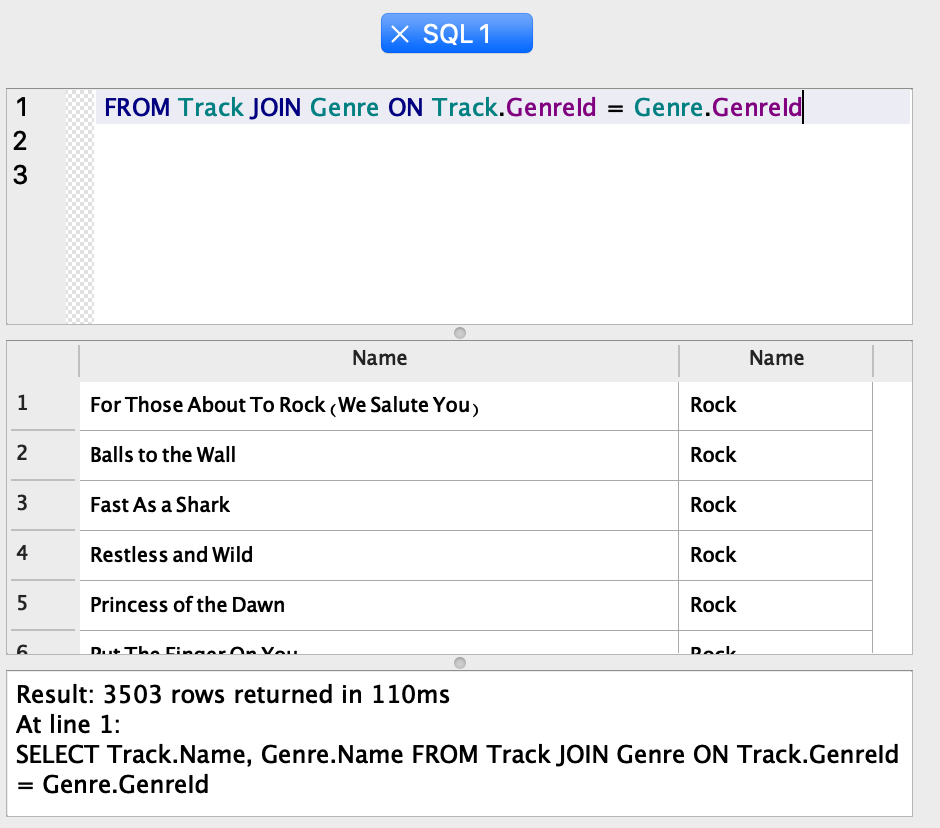 SQL 1
1 FROM Track JOIN Genre ON Track.GenreId = Genre.GenreId
2
3
Name Name
1 For Those About To Rock (We Salute You) Rock
2 Balls to the Wall Rock
3 Fast As a Shark Rock
4 Restless and Wild Rock
5 Princess of the Dawn Rock
6 Put The Finger On You Rock
Result: 3503 rows returned in 110ms
At line 1:
SELECT Track.Name, Genre.Name FROM Track JOIN Genre ON Track.GenreId
= Genre.GenreId